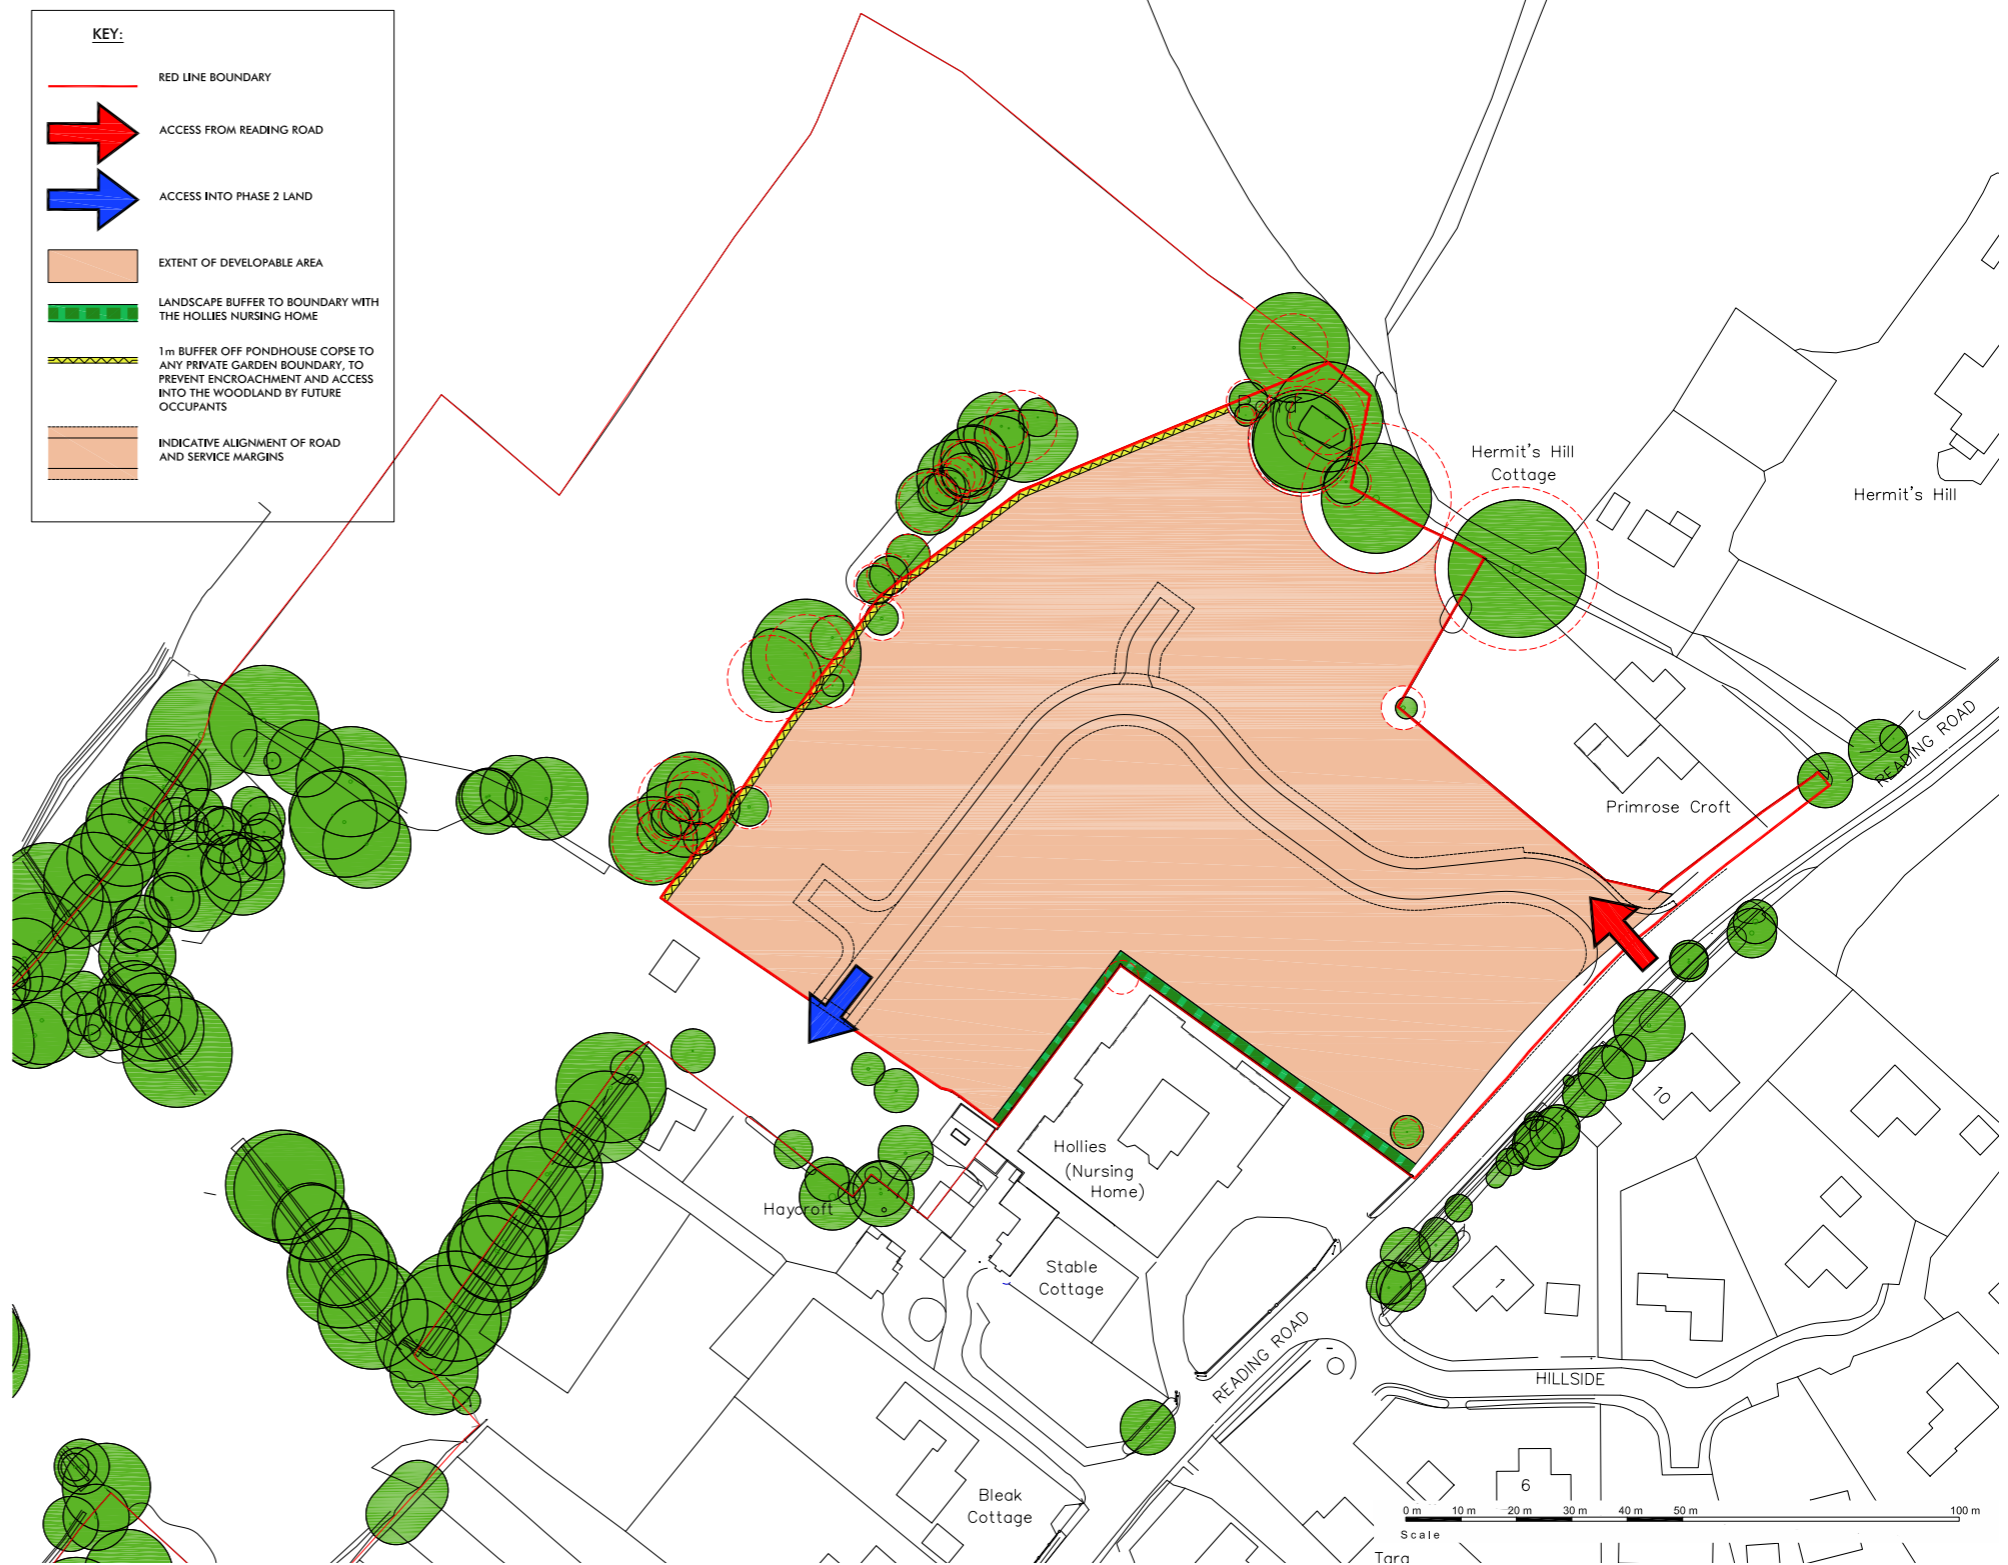 KEY:
RED LINE BOUNDARY
ACCESS FROM READING ROAD
ACCESS INTO PHASE 2 LAND
EXTENT OF DEVELOPABLE AREA
LANDSCAPE BUFFER TO BOUNDARY WITH
THE HOLLIES NURSING HOME
1m BUFFER OFF PONDHOUSE COPSE TO
ANY PRIVATE GARDEN BOUNDARY, TO
PREVENT ENCROACHMENT AND ACCESS
INTO THE WOODLAND BY FUTURE
OCCUPANTS
INDICATIVE ALIGNMENT OF ROAD
AND SERVICE MARGINS
Pond
Hermit's Hill
Cottage
Hermit's Hill
READING ROAD
Primrose Croft
10
Hollies
(Nursing
Home)
Haycroft
Stable
Cottage
1
READING ROAD
HILLSIDE
6
Bleak
Cottage
0 m 10 m 20 m 30 m 40 m 50 m 100 m
Scale
Tara